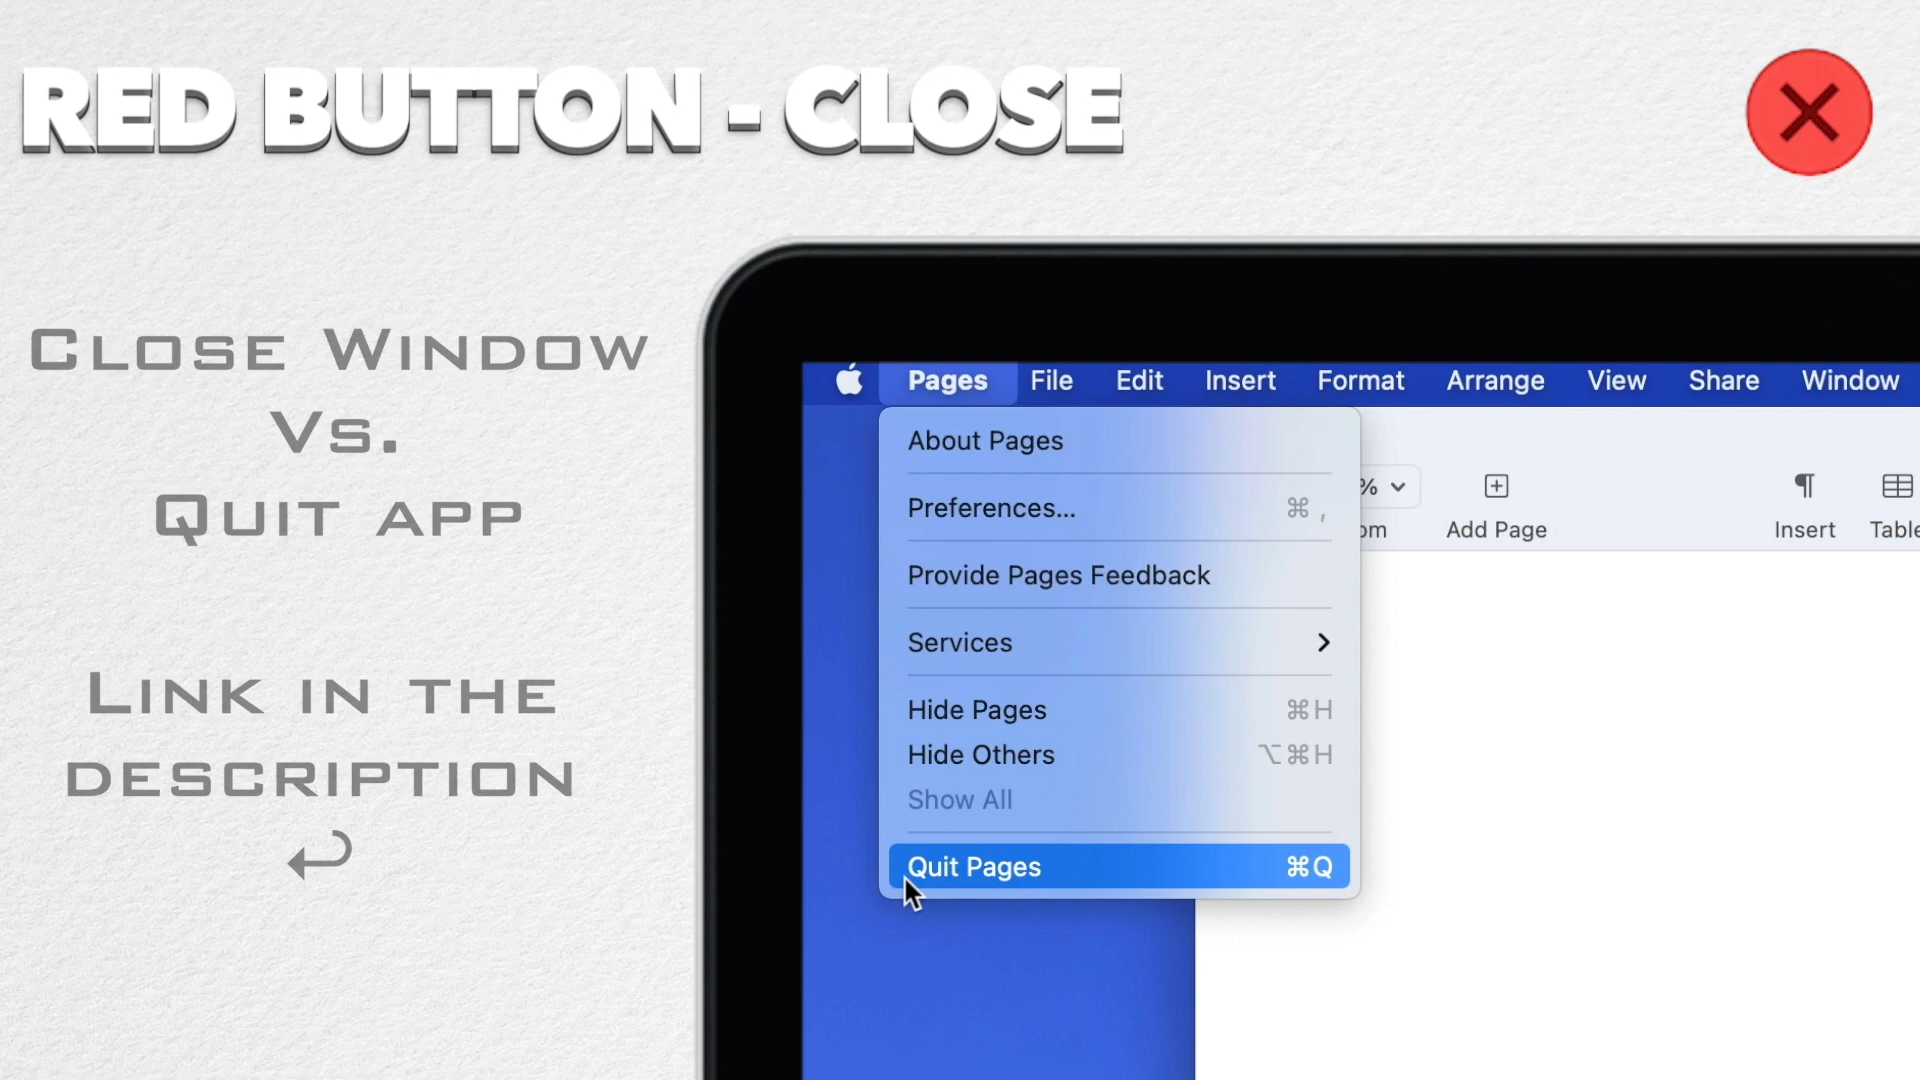 RED BUTTON - CLOSE
Close Window
Vs.
Quit app
Link in the
description
Pages File Edit Insert Format Arrange View Share Window
About Pages
Preferences... ⌘ ,
Provide Pages Feedback
Services
Hide Pages ⌘H
Hide Others ⌥⌘H
Show All
Quit Pages ⌘Q
%
Add Page
Insert